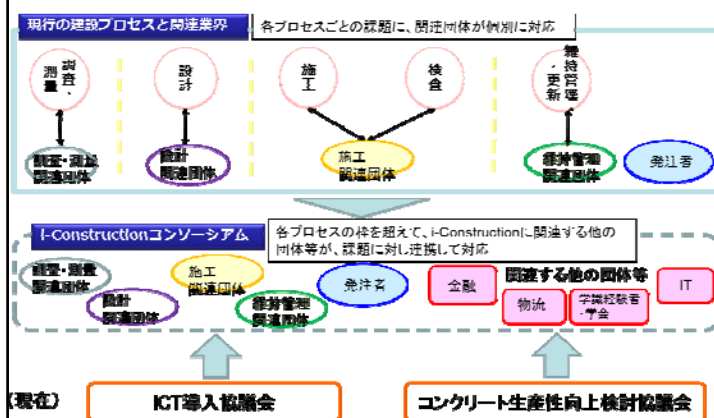 現行の建設プロセスと関連業界
各プロセスごとの課題に、関連団体が個別に対応
調査・
測量
設計
施工
検査
維持管理
・更新
調査・測量
関連団体
設計
関連団体
施工
関連団体
維持管理
関連団体
発注者
i-Constructionコンソーシアム
各プロセスの枠を超えて、i-Constructionに関連する他の
団体等が、課題に対し連携して対応
調査・測量
関連団体
設計
関連団体
施工
関連団体
維持管理
関連団体
発注者
関連する他の団体等
金融
物流
学識経験者
・学会
IT
(現在)
ICT導入協議会
コンクリート生産性向上検討協議会